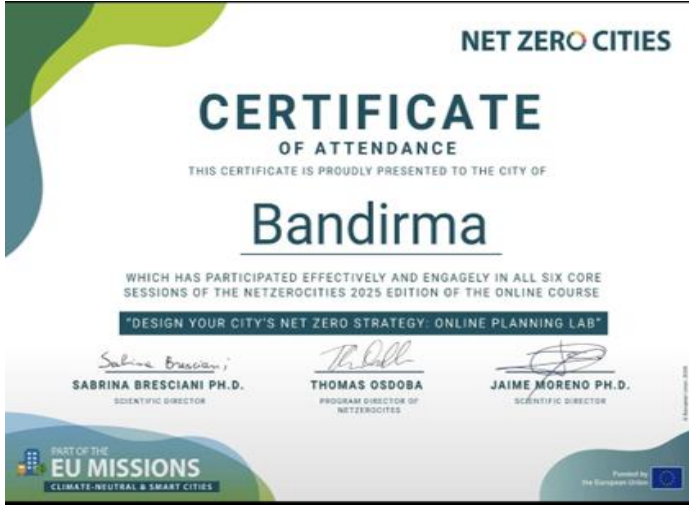 NET ZERO CITIES
CERTIFICATE
OF ATTENDANCE
THIS CERTIFICATE IS PROUDLY PRESENTED TO THE CITY OF
Bandirma
WHICH HAS PARTICIPATED EFFECTIVELY AND ENGAGELY IN ALL SIX CORE
SESSIONS OF THE NETZEROCITIES 2025 EDITION OF THE ONLINE COURSE
"DESIGN YOUR CITY'S NET ZERO STRATEGY: ONLINE PLANNING LAB"
Sabrina Bresciani
SABRINA BRESCIANI PH.D.
SCIENTIFIC DIRECTOR
THOMAS OSDOBA
PROGRAM DIRECTOR OF
NETZEROCITES
JAIME MORENO PH.D.
SCIENTIFIC DIRECTOR
PART OF THE
EU MISSIONS
CLIMATE-NEUTRAL & SMART CITIES
Funded by
the European Union